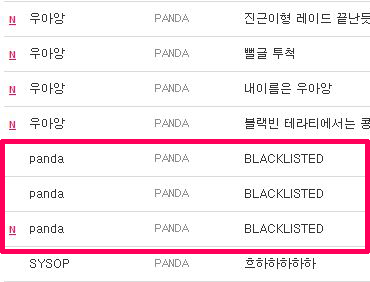 N 우아앙 PANDA 진근이형 레이드 끝난듯
N 우아앙 PANDA 뻘글 투척
N 우아앙 PANDA 내이름은 우아앙
N 우아앙 PANDA 블랙빈 테라티에서는 콩
panda PANDA BLACKLISTED
panda PANDA BLACKLISTED
N panda PANDA BLACKLISTED
SYSOP PANDA 흐하하하하하